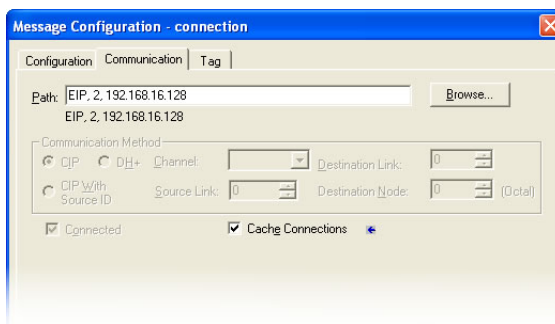 Message Configuration - connection
Configuration Communication Tag
Path: EIP, 2, 192.168.16.128 Browse...
EIP, 2, 192.168.16.128
Communication Method
CIP DH+ Channel: Destination Link: 0
CIP With Source ID Source Link: 0 Destination Node: 0 (Octal)
Connected Cache Connections